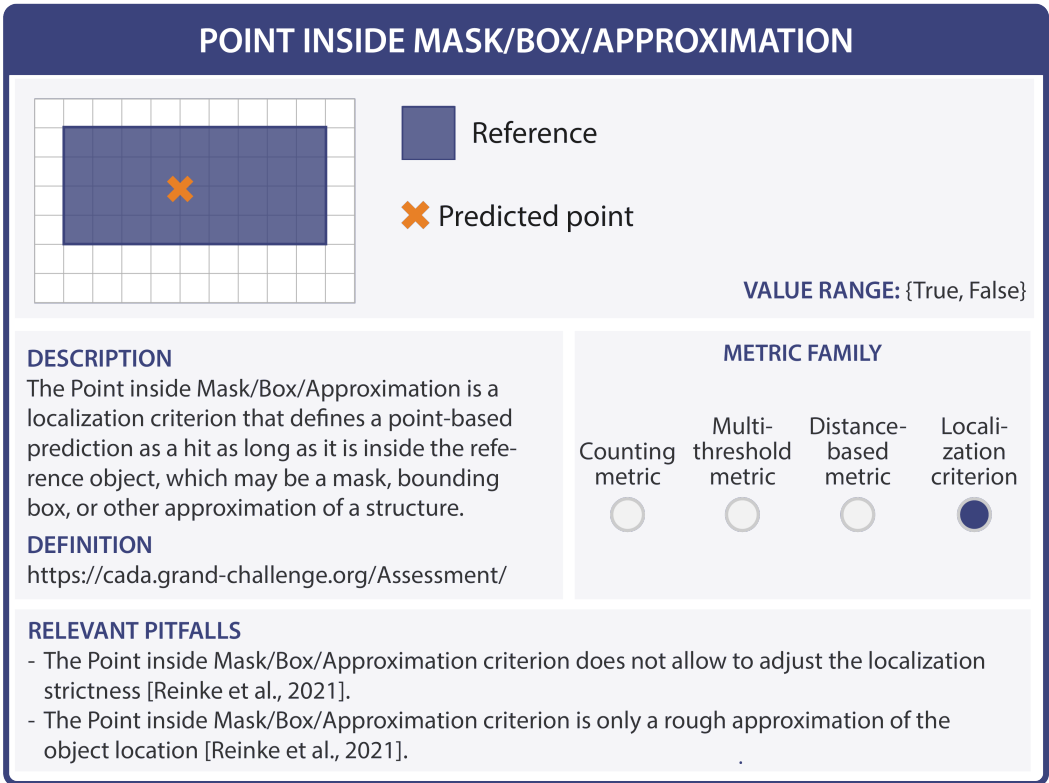 POINT INSIDE MASK/BOX/APPROXIMATION
Reference
Predicted point
VALUE RANGE: {True, False}
DESCRIPTION
The Point inside Mask/Box/Approximation is a
localization criterion that defines a point-based
prediction as a hit as long as it is inside the refe-
rence object, which may be a mask, bounding
box, or other approximation of a structure.
DEFINITION
https://cada.grand-challenge.org/Assessment/
METRIC FAMILY
Counting
metric
Multi-
threshold
metric
Distance-
based
metric
Locali-
zation
criterion
RELEVANT PITFALLS
- The Point inside Mask/Box/Approximation criterion does not allow to adjust the localization
strictness [Reinke et al., 2021].
- The Point inside Mask/Box/Approximation criterion is only a rough approximation of the
object location [Reinke et al., 2021].
.